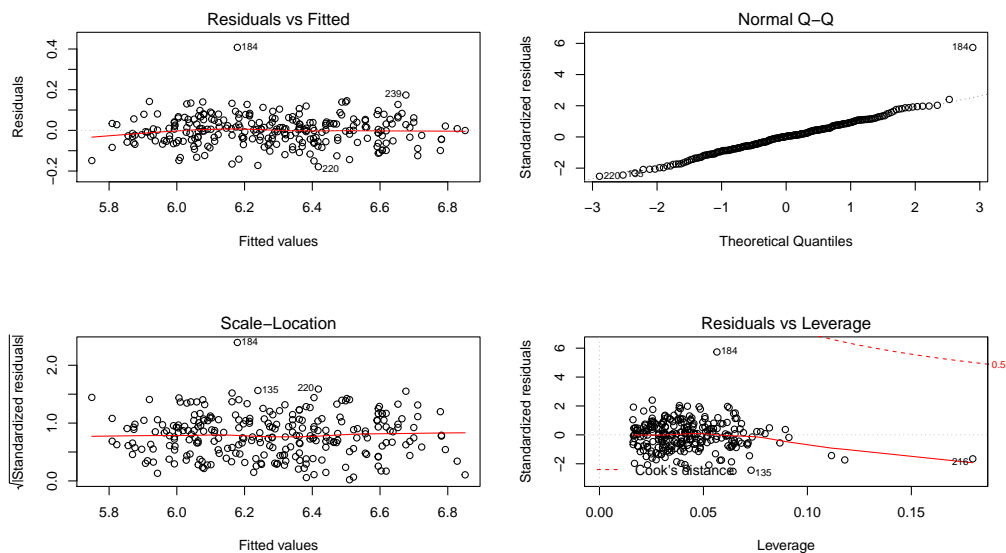 Residuals vs Fitted
Residuals
0.4
0.2
0.0
−0.2
184
239
220
5.8 6.0 6.2 6.4 6.6 6.8
Fitted values
Normal Q−Q
Standardized residuals
6
4
2
0
−2
184
220
−3 −2 −1 0 1 2 3
Theoretical Quantiles
Scale−Location
√|Standardized residuals|
2.0
1.0
0.0
184
135
220
5.8 6.0 6.2 6.4 6.6 6.8
Fitted values
Residuals vs Leverage
Standardized residuals
6
4
2
0
−2
184
0.5
216
135
Cook's distance
0.00 0.05 0.10 0.15
Leverage